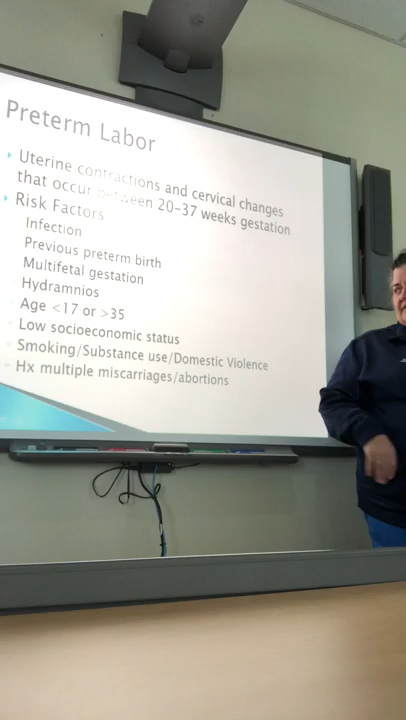 Preterm Labor
Uterine contractions and cervical changes
that occur between 20-37 weeks gestation
Risk Factors
Infection
Previous preterm birth
Multifetal gestation
Hydramnios
Age <17 or >35
Low socioeconomic status
Smoking/Substance use/Domestic Violence
Hx multiple miscarriages/abortions